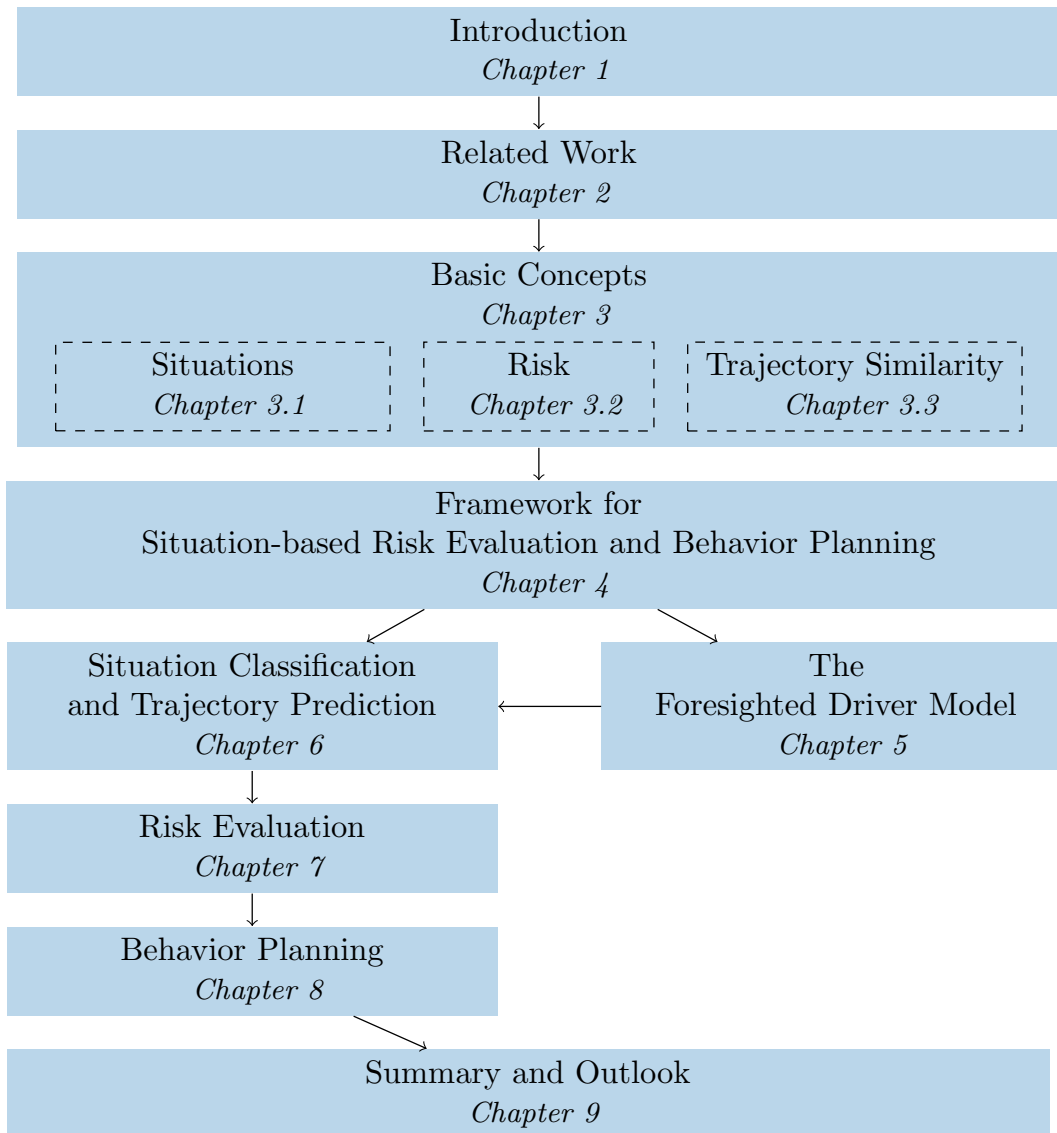 Introduction
Chapter 1
Related Work
Chapter 2
Basic Concepts
Chapter 3
Situations
Chapter 3.1
Risk
Chapter 3.2
Trajectory Similarity
Chapter 3.3
Framework for
Situation-based Risk Evaluation and Behavior Planning
Chapter 4
Situation Classification
and Trajectory Prediction
Chapter 6
The
Foresighted Driver Model
Chapter 5
Risk Evaluation
Chapter 7
Behavior Planning
Chapter 8
Summary and Outlook
Chapter 9